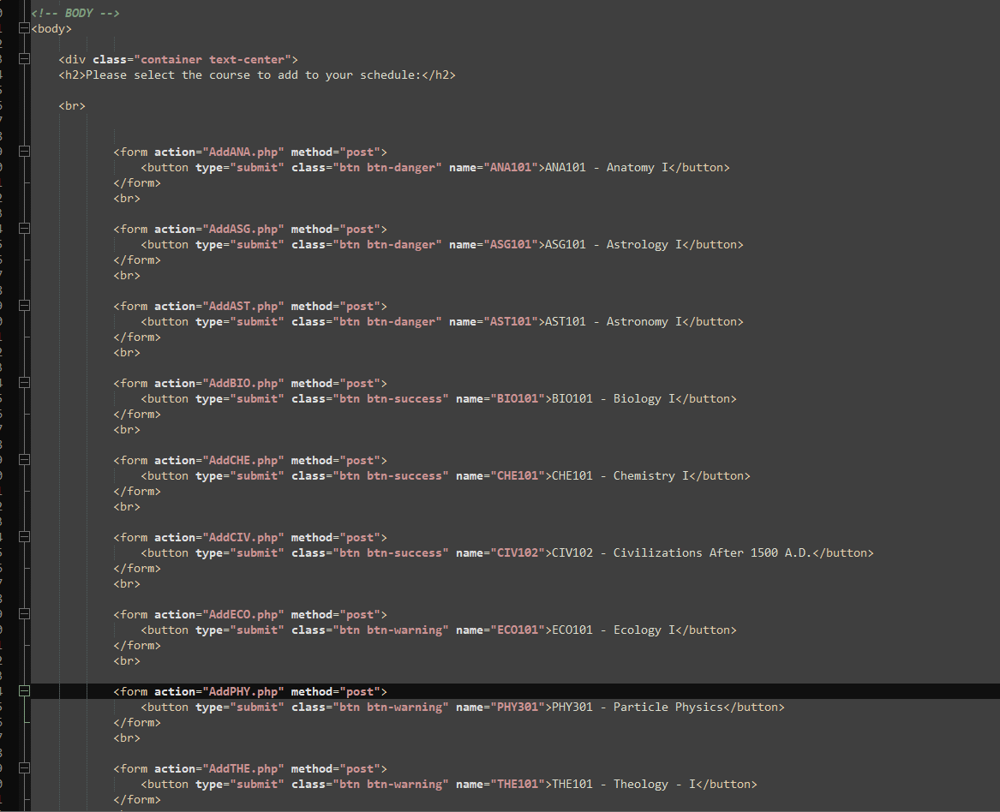 <!-- BODY -->
<body>
<div class="container text-center">
<h2>Please select the course to add to your schedule:</h2>
<br>
<form action="AddANA.php" method="post">
<button type="submit" class="btn btn-danger" name="ANA101">ANA101 - Anatomy I</button>
</form>
<br>
<form action="AddASG.php" method="post">
<button type="submit" class="btn btn-danger" name="ASG101">ASG101 - Astrology I</button>
</form>
<br>
<form action="AddAST.php" method="post">
<button type="submit" class="btn btn-danger" name="AST101">AST101 - Astronomy I</button>
</form>
<br>
<form action="AddBIO.php" method="post">
<button type="submit" class="btn btn-success" name="BIO101">BIO101 - Biology I</button>
</form>
<br>
<form action="AddCHE.php" method="post">
<button type="submit" class="btn btn-success" name="CHE101">CHE101 - Chemistry I</button>
</form>
<br>
<form action="AddCIV.php" method="post">
<button type="submit" class="btn btn-success" name="CIV102">CIV102 - Civilizations After 1500 A.D.</button>
</form>
<br>
<form action="AddECO.php" method="post">
<button type="submit" class="btn btn-warning" name="ECO101">ECO101 - Ecology I</button>
</form>
<br>
<form action="AddPHY.php" method="post">
<button type="submit" class="btn btn-warning" name="PHY301">PHY301 - Particle Physics</button>
</form>
<br>
<form action="AddTHE.php" method="post">
<button type="submit" class="btn btn-warning" name="THE101">THE101 - Theology - I</button>
</form>